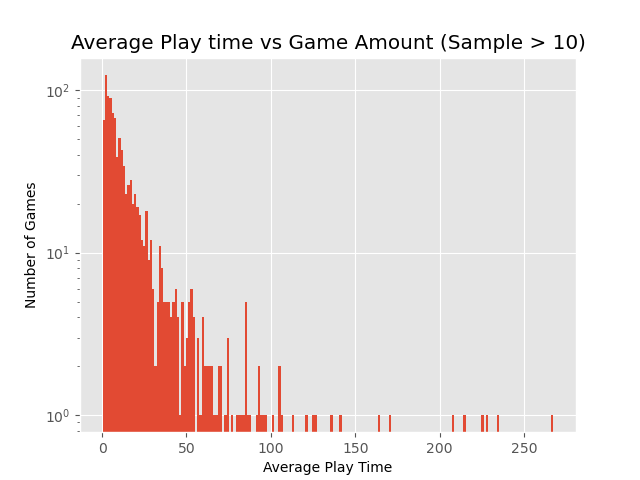 Average Play time vs Game Amount (Sample > 10)
Number of Games
10²
10¹
10⁰
0 50 100 150 200 250
Average Play Time